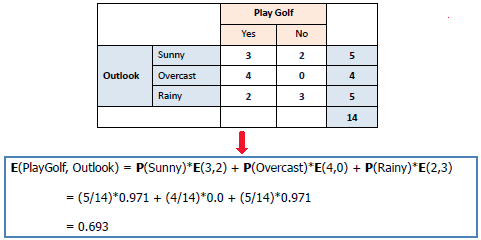 Play Golf
Yes No
Outlook Sunny 3 2 5
Overcast 4 0 4
Rainy 2 3 5
14
E(PlayGolf, Outlook) = P(Sunny)*E(3,2) + P(Overcast)*E(4,0) + P(Rainy)*E(2,3)
= (5/14)*0.971 + (4/14)*0.0 + (5/14)*0.971
= 0.693